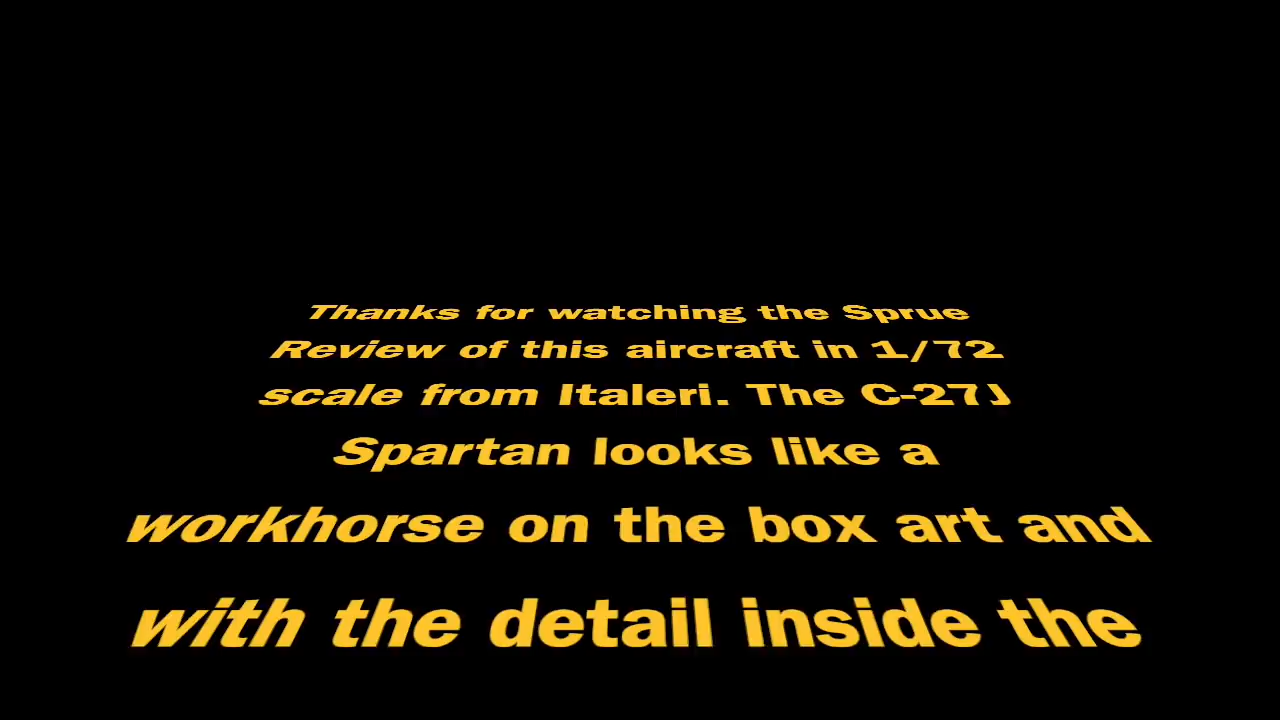 Thanks for watching the Sprue
Review of this aircraft in 1/72
scale from Italeri. The C-27J
Spartan looks like a
workhorse on the box art and
with the detail inside the